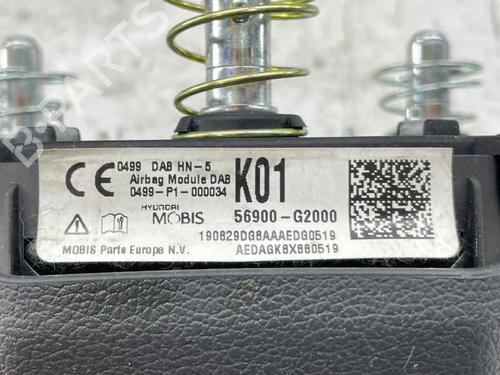 CE 0499 DAB HN-5
Airbag Module DAB
0499-P1-000034
K01
HYUNDAI
MOBIS
56900-G2000
190629DG6AAAEDG0519
AEDAGK8X880519
MOBIS Parts Europe N.V.
B-PARTS